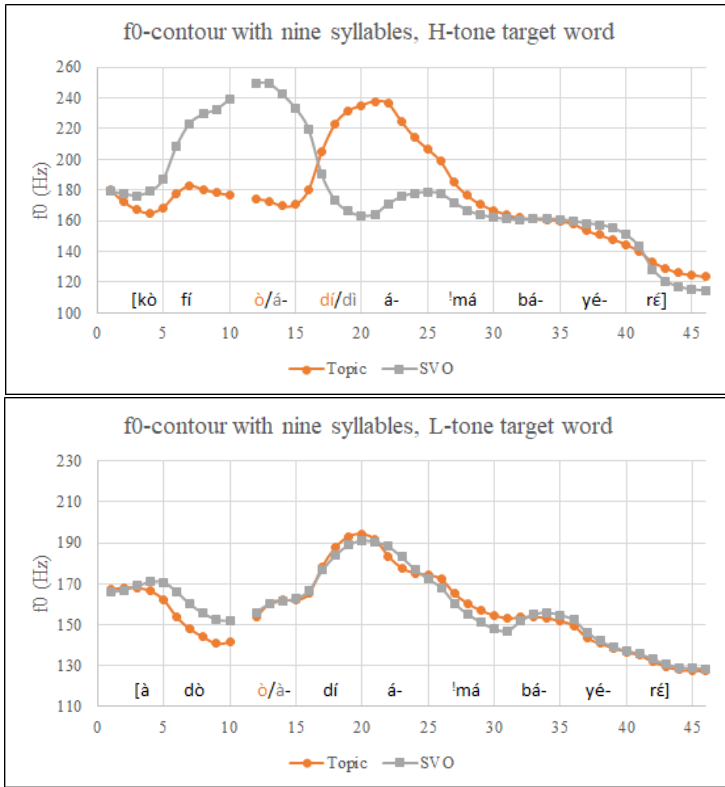 f0-contour with nine syllables, H-tone target word
f0 (Hz)
260
240
220
200
180
160
140
120
100
[kò fí ò/á- dí/dì á- ꜝmá bá- yé- rɛ́]
0 5 10 15 20 25 30 35 40 45
Topic SVO
f0-contour with nine syllables, L-tone target word
f0 (Hz)
230
210
190
170
150
130
110
[à dò ò/à- dí á- ꜝmá bá- yé- rɛ́]
0 5 10 15 20 25 30 35 40 45
Topic SVO